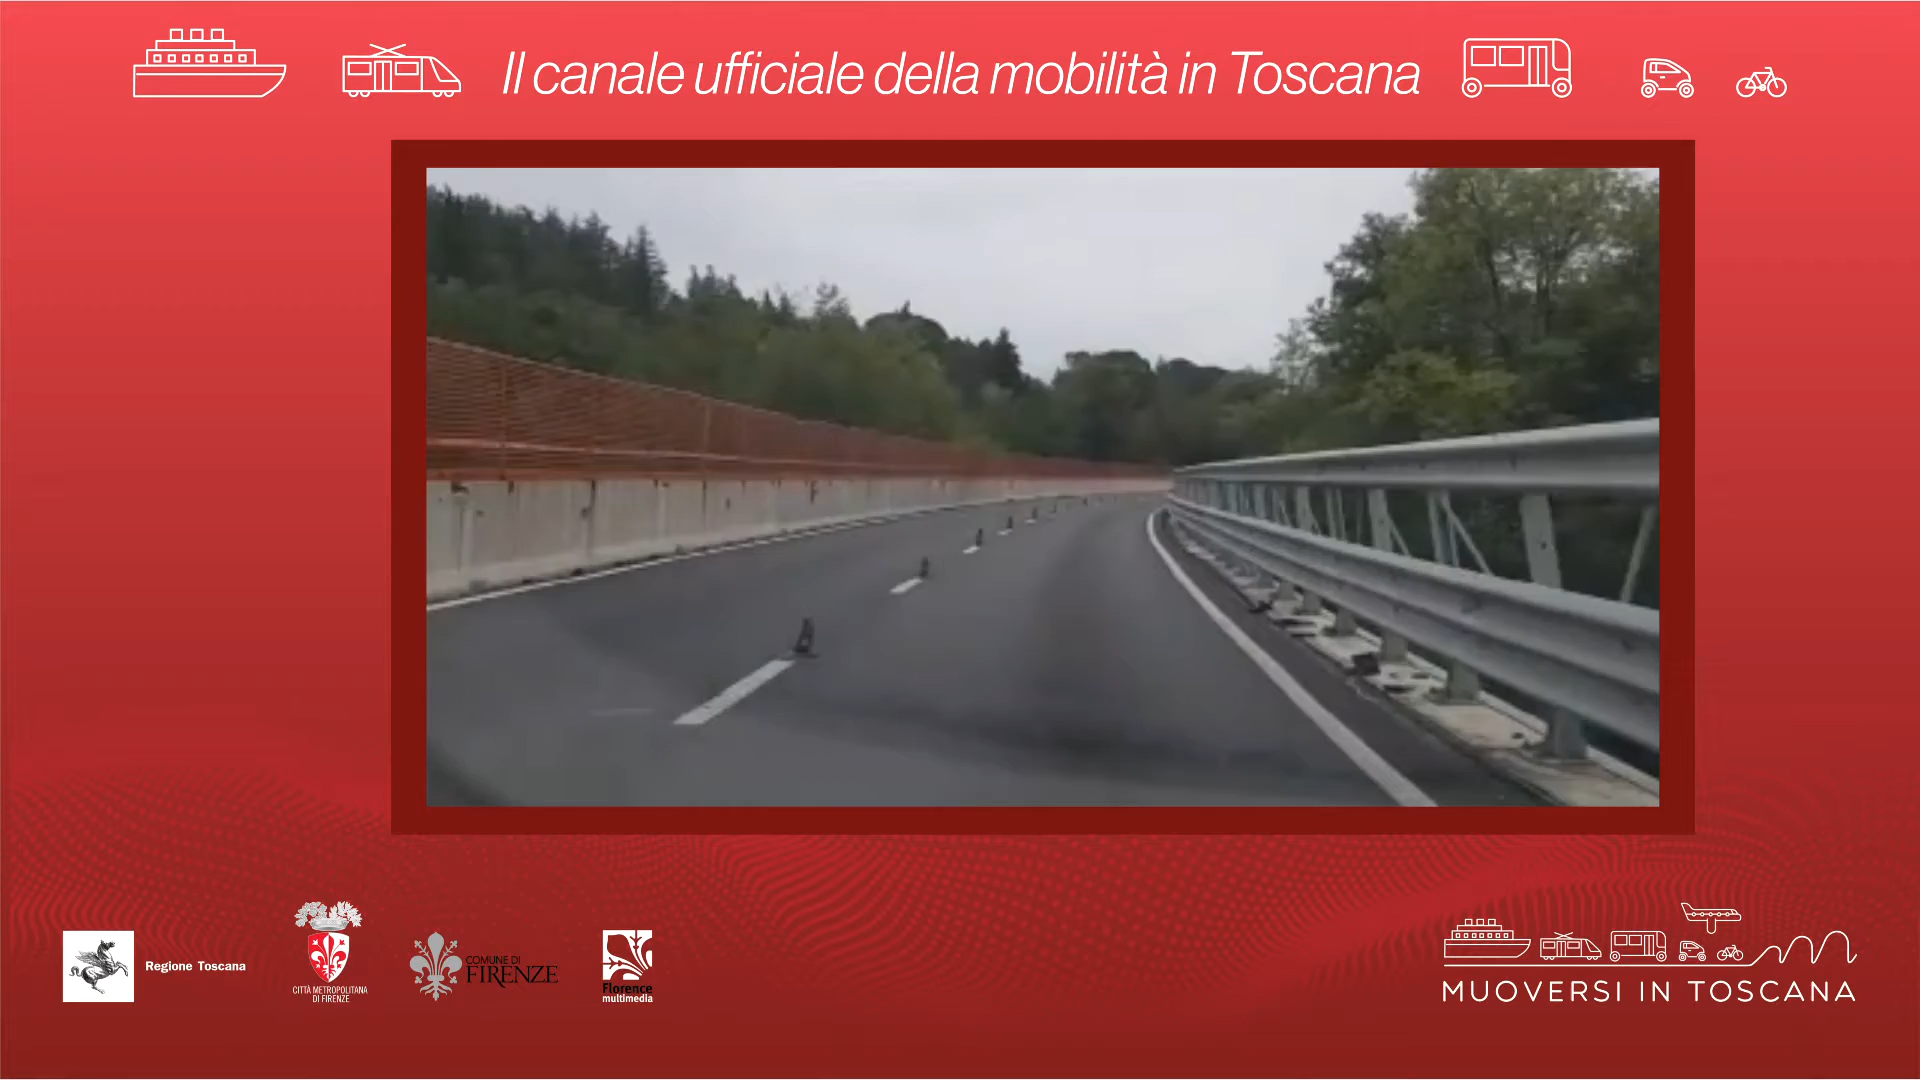 Il canale ufficiale della mobilità in Toscana
Regione Toscana
CITTÀ METROPOLITANA
DI FIRENZE
COMUNE DI
FIRENZE
Florence
multimedia
MUOVERSI IN TOSCANA